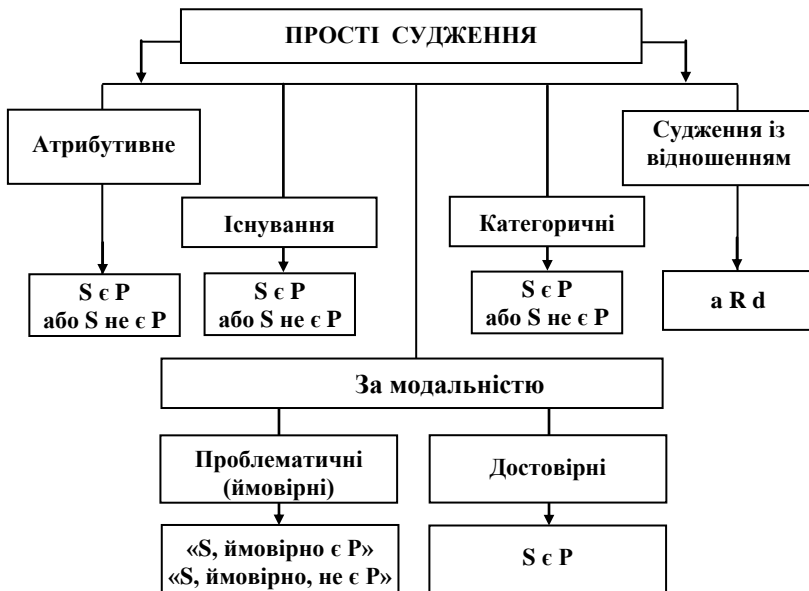 ПРОСТІ СУДЖЕННЯ
Атрибутивне
Судження із
відношенням
Існування
Категоричні
S є P
або S не є P
S є P
або S не є P
S є P
або S не є P
a R d
За модальністю
Проблематичні
(ймовірні)
Достовірні
«S, ймовірно є P»
«S, ймовірно, не є P»
S є P